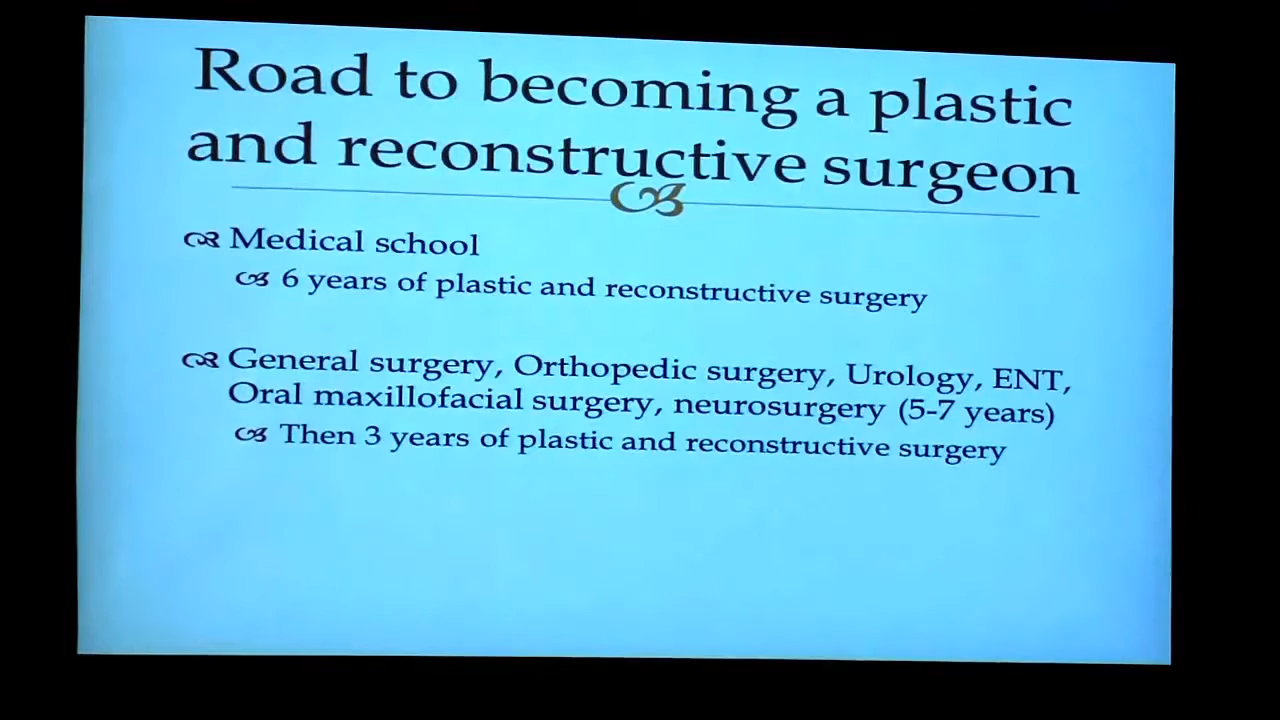 Road to becoming a plastic
and reconstructive surgeon
Medical school
6 years of plastic and reconstructive surgery
General surgery, Orthopedic surgery, Urology, ENT,
Oral maxillofacial surgery, neurosurgery (5-7 years)
Then 3 years of plastic and reconstructive surgery